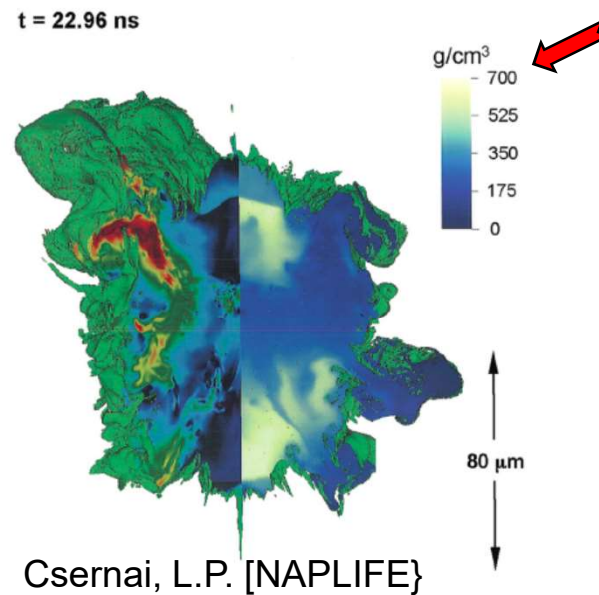 t = 22.96 ns
g/cm³
700
525
350
175
0
80 µm
Csernai, L.P. [NAPLIFE}